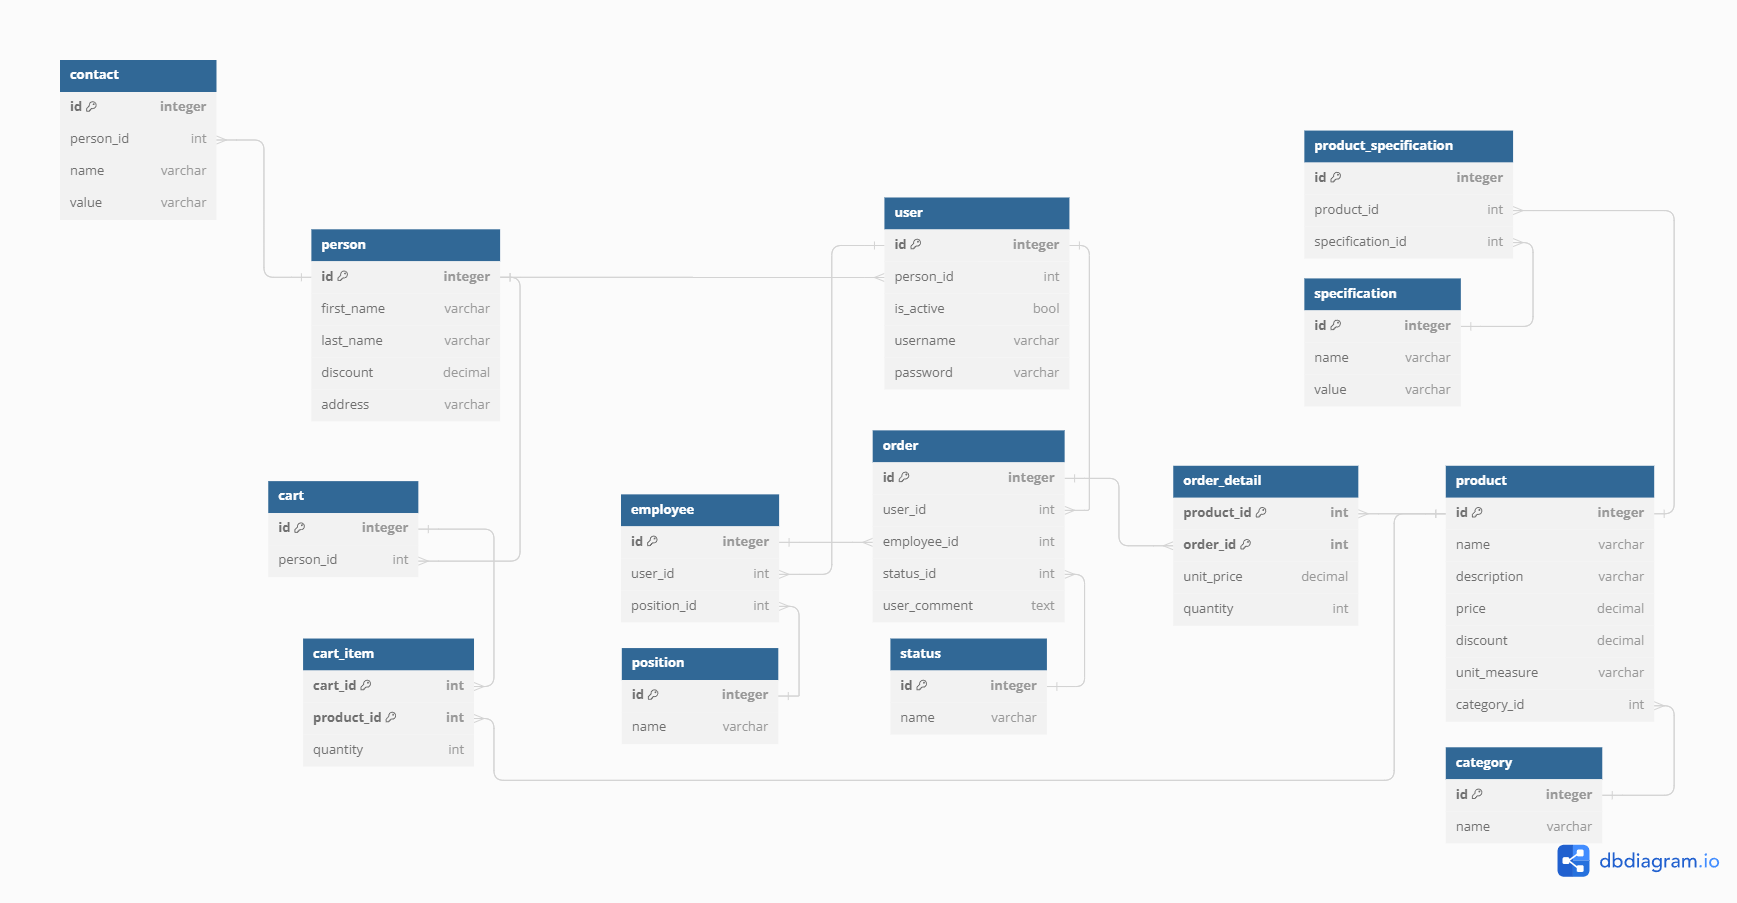 contact
id integer
person_id int
name varchar
value varchar
person
id integer
first_name varchar
last_name varchar
discount decimal
address varchar
cart
id integer
person_id int
cart_item
cart_id int
product_id int
quantity int
employee
id integer
user_id int
position_id int
position
id integer
name varchar
user
id integer
person_id int
is_active bool
username varchar
password varchar
order
id integer
user_id int
employee_id int
status_id int
user_comment text
status
id integer
name varchar
order_detail
product_id int
order_id int
unit_price decimal
quantity int
product_specification
id integer
product_id int
specification_id int
specification
id integer
name varchar
value varchar
product
id integer
name varchar
description varchar
price decimal
discount decimal
unit_measure varchar
category_id int
category
id integer
name varchar
dbdiagram.io